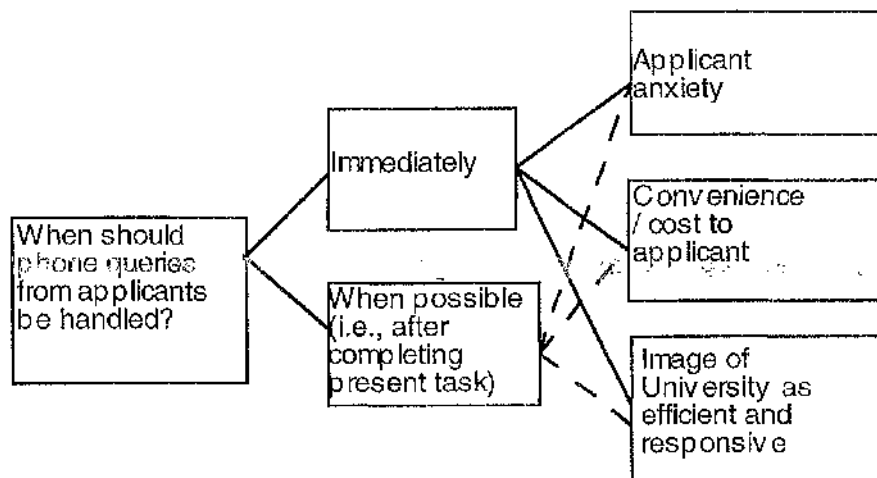 When should
phone queries
from applicants
be handled?
Immediately
When possible
(i.e., after
completing
present task)
Applicant
anxiety
Convenience
/ cost to
applicant
Image of
University as
efficient and
responsive